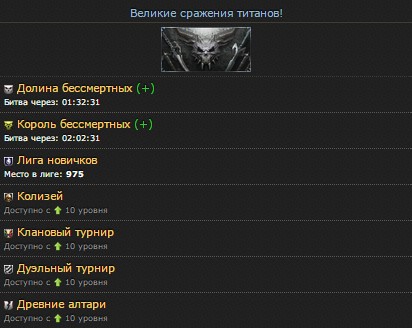 Великие сражения титанов!
Долина бессмертных (+)
Битва через: 01:32:31
Король бессмертных (+)
Битва через: 02:02:31
Лига новичков
Место в лиге: 975
Колизей
Доступно с 10 уровня
Клановый турнир
Доступно с 10 уровня
Дуэльный турнир
Доступно с 10 уровня
Древние алтари
Доступно с 10 уровня